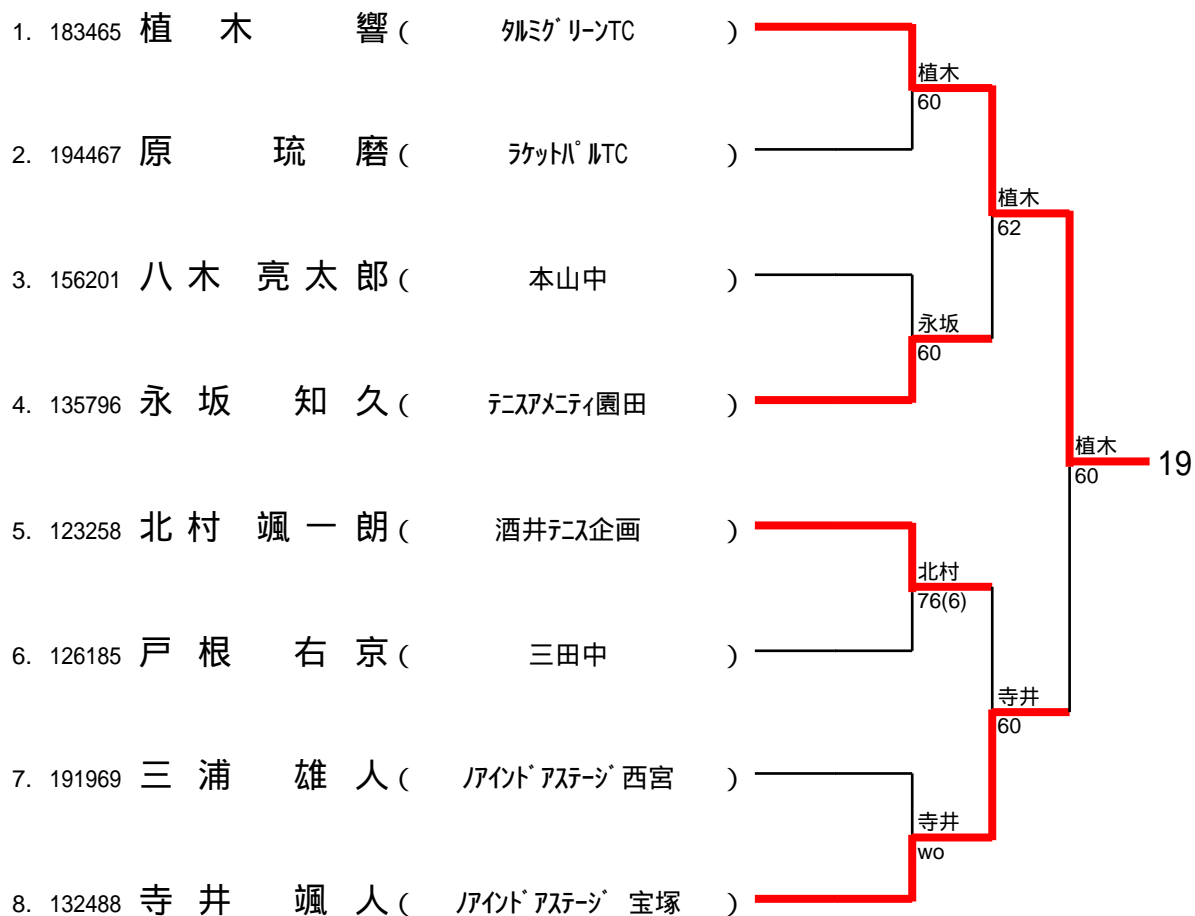 1. 183465 植木 響 ( タルミグリーンTC )
植木
60
2. 194467 原 琉磨 ( ラケットパルTC )
植木
62
3. 156201 八木 亮太郎 ( 本山中 )
永坂
60
4. 135796 永坂 知久 ( テニスアメニティ園田 )
植木
60
19
5. 123258 北村 颯一朗 ( 酒井テニス企画 )
北村
76(6)
6. 126185 戸根 右京 ( 三田中 )
寺井
60
7. 191969 三浦 雄人 ( ノアインドアステージ西宮 )
寺井
wo
8. 132488 寺井 颯人 ( ノアインドアステージ 宝塚 )